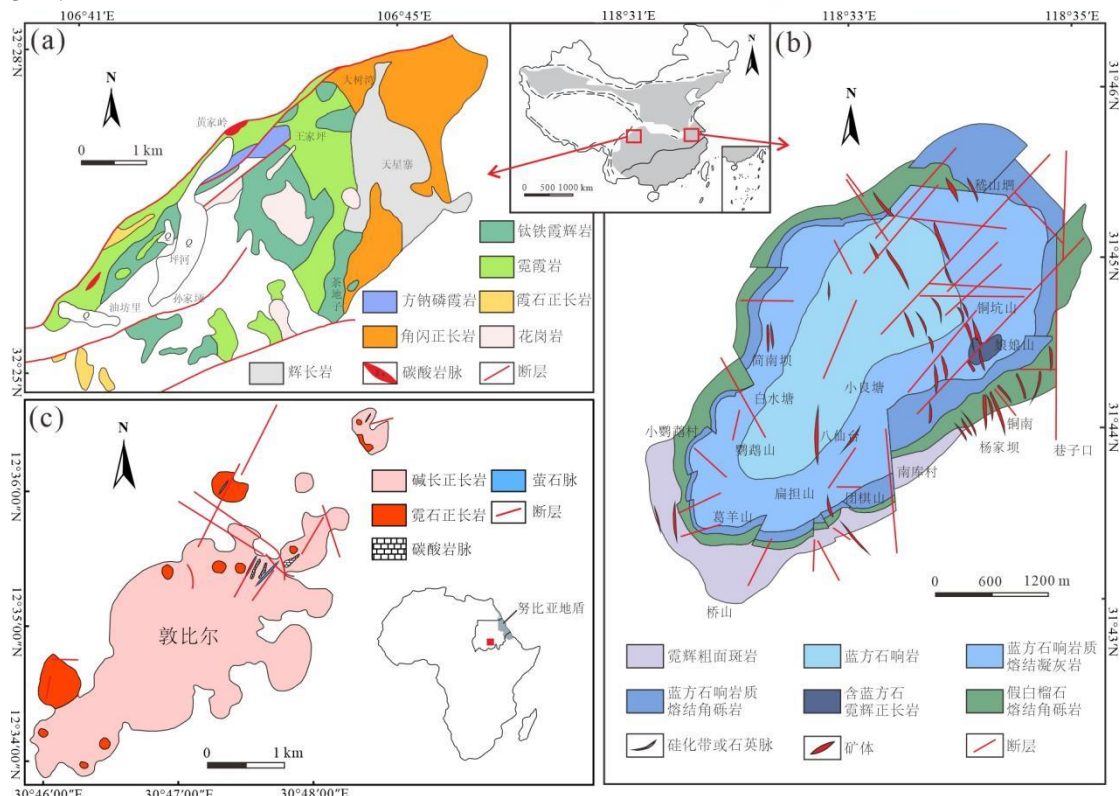 106°41′E
106°45′E
32°28′N
32°25′N
(a)
N
0 1 km
大树湾
黄家岭
王家坪
天星寨
Q
Q
坪河
孙家坡
油坊里
Q
茶地子
钛铁霞辉岩
霓霞岩
方钠磷霞岩
霞石正长岩
角闪正长岩
花岗岩
辉长岩
碳酸岩脉
断层
N
0 500 1000 km
118°31′E
118°33′E
118°35′E
31°46′N
31°45′N
31°44′N
31°43′N
(b)
N
嵇山堋
铜坑山
娘娘山
简南坝
白水塘
小良塘
小鹦鹉村
鹦鹉山
八仙台
铜南
杨家坝
巷子口
南库村
扁担山
团棋山
葛羊山
桥山
0 600 1200 m
霓辉粗面斑岩
蓝方石响岩
蓝方石响岩质
熔结凝灰岩
蓝方石响岩质
熔结角砾岩
含蓝方石
霓辉正长岩
假白榴石
熔结角砾岩
硅化带或石英脉
矿体
断层
(c)
N
12°36′00″N
12°35′00″N
12°34′00″N
碱长正长岩
萤石脉
霓石正长岩
断层
碳酸岩脉
敦比尔
努比亚地盾
0 1 km
30°46′00″E
30°47′00″E
30°48′00″E